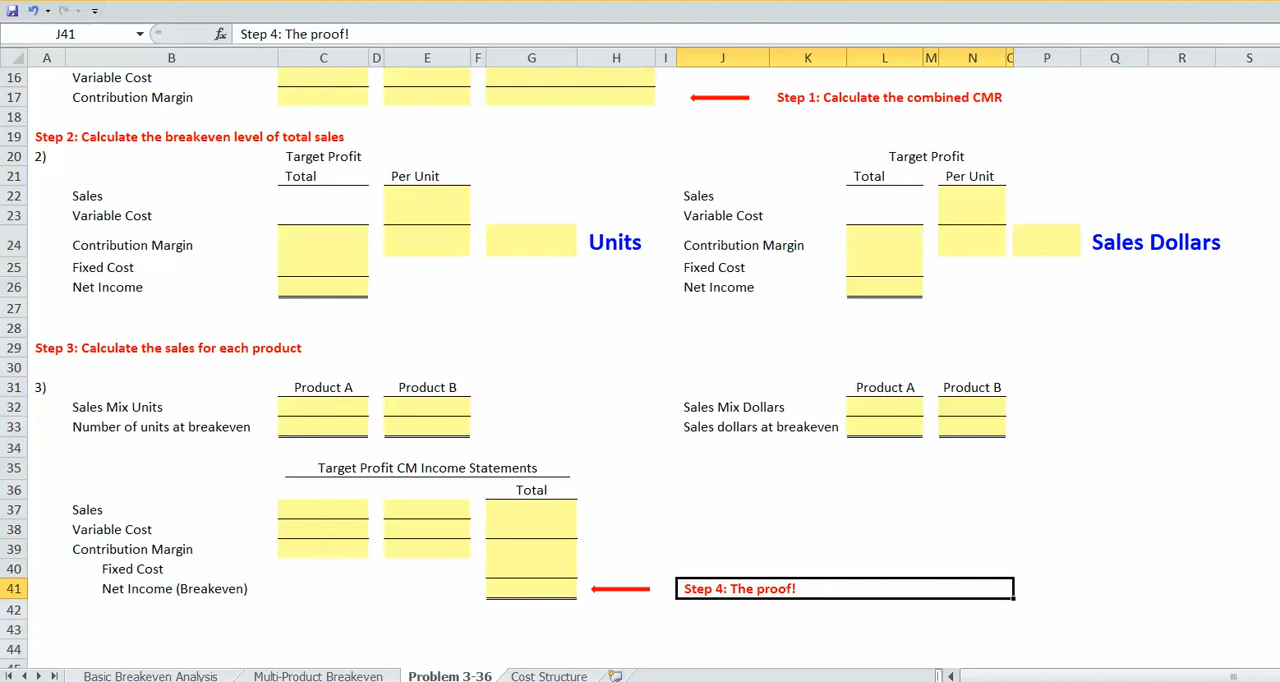 J41 fx Step 4: The proof!
A B C D E F G H I J K L M N O P Q R S
16 Variable Cost
17 Contribution Margin Step 1: Calculate the combined CMR
18
19 Step 2: Calculate the breakeven level of total sales
20 2) Target Profit Target Profit
21 Total Per Unit Total Per Unit
22 Sales Sales
23 Variable Cost Variable Cost
24 Contribution Margin Units Contribution Margin Sales Dollars
25 Fixed Cost Fixed Cost
26 Net Income Net Income
27
28
29 Step 3: Calculate the sales for each product
30
31 3) Product A Product B Product A Product B
32 Sales Mix Units Sales Mix Dollars
33 Number of units at breakeven Sales dollars at breakeven
34
35 Target Profit CM Income Statements
36 Total
37 Sales
38 Variable Cost
39 Contribution Margin
40 Fixed Cost
41 Net Income (Breakeven) Step 4: The proof!
42
43
44
Basic Breakeven Analysis Multi-Product Breakeven Problem 3-36 Cost Structure